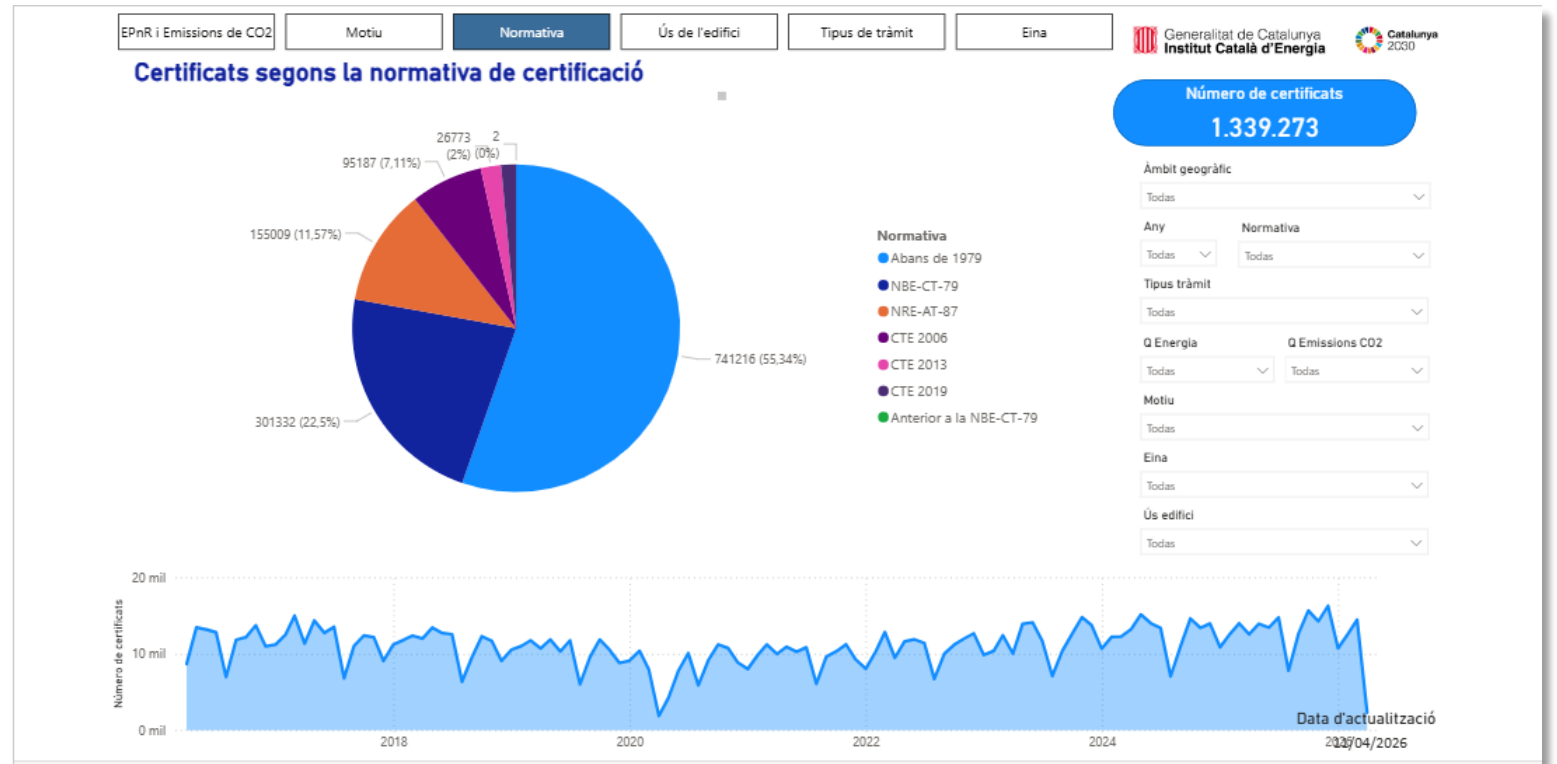 EPnR i Emissions de CO2
Motiu
Normativa
Ús de l'edifici
Tipus de tràmit
Eina
Generalitat de Catalunya
Institut Català d'Energia
Catalunya
2030
Certificats segons la normativa de certificació
Número de certificats
1.339.273
26773
(2%)
2
(0%)
95187 (7,11%)
155009 (11,57%)
301332 (22,5%)
741216 (55,34%)
Normativa
Abans de 1979
NBE-CT-79
NRE-AT-87
CTE 2006
CTE 2013
CTE 2019
Anterior a la NBE-CT-79
Àmbit geogràfic
Todas
Any
Normativa
Todas
Todas
Tipus tràmit
Todas
Q Energia
Q Emissions CO2
Todas
Todas
Motiu
Todas
Eina
Todas
Ús edifici
Todas
Número de certificats
20 mil
10 mil
0 mil
2018
2020
2022
2024
Data d'actualització
11/04/2026